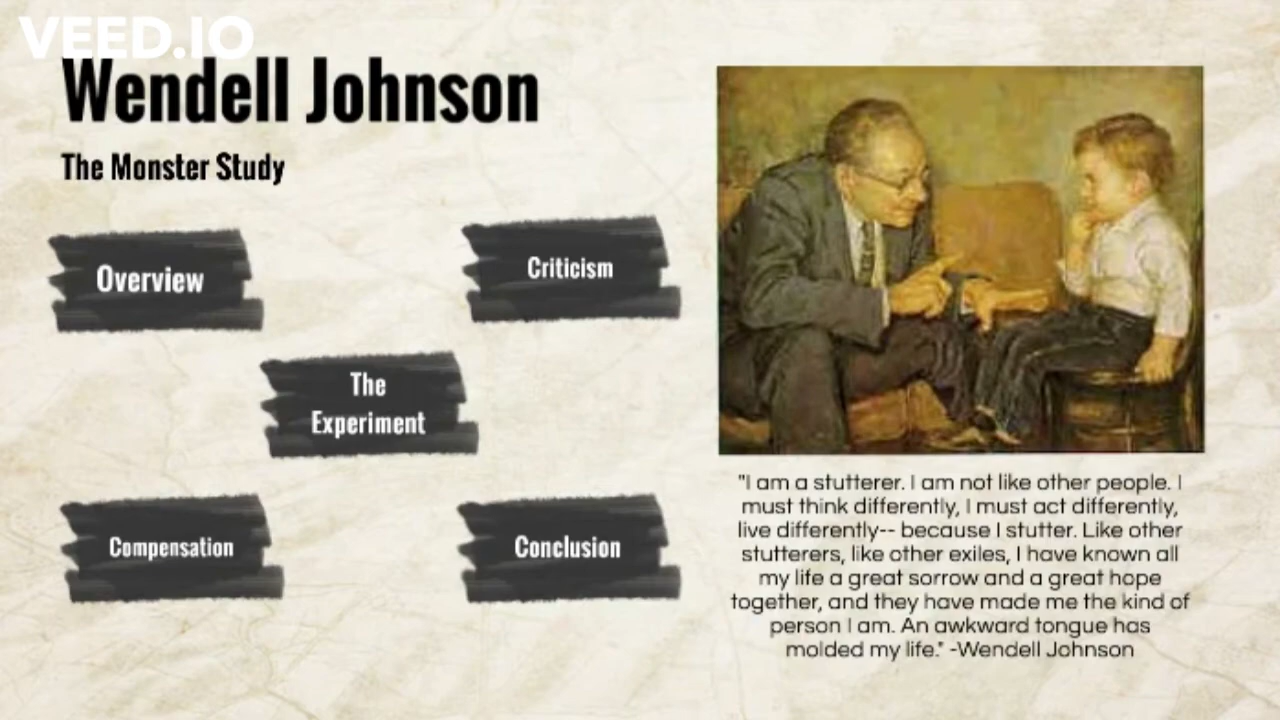 VEED.IO
Wendell Johnson
The Monster Study
Overview
Criticism
The
Experiment
Compensation
Conclusion
"I am a stutterer. I am not like other people. I
must think differently, I must act differently,
live differently-- because I stutter. Like other
stutterers, like other exiles, I have known all
my life a great sorrow and a great hope
together, and they have made me the kind of
person I am. An awkward tongue has
molded my life." -Wendell Johnson